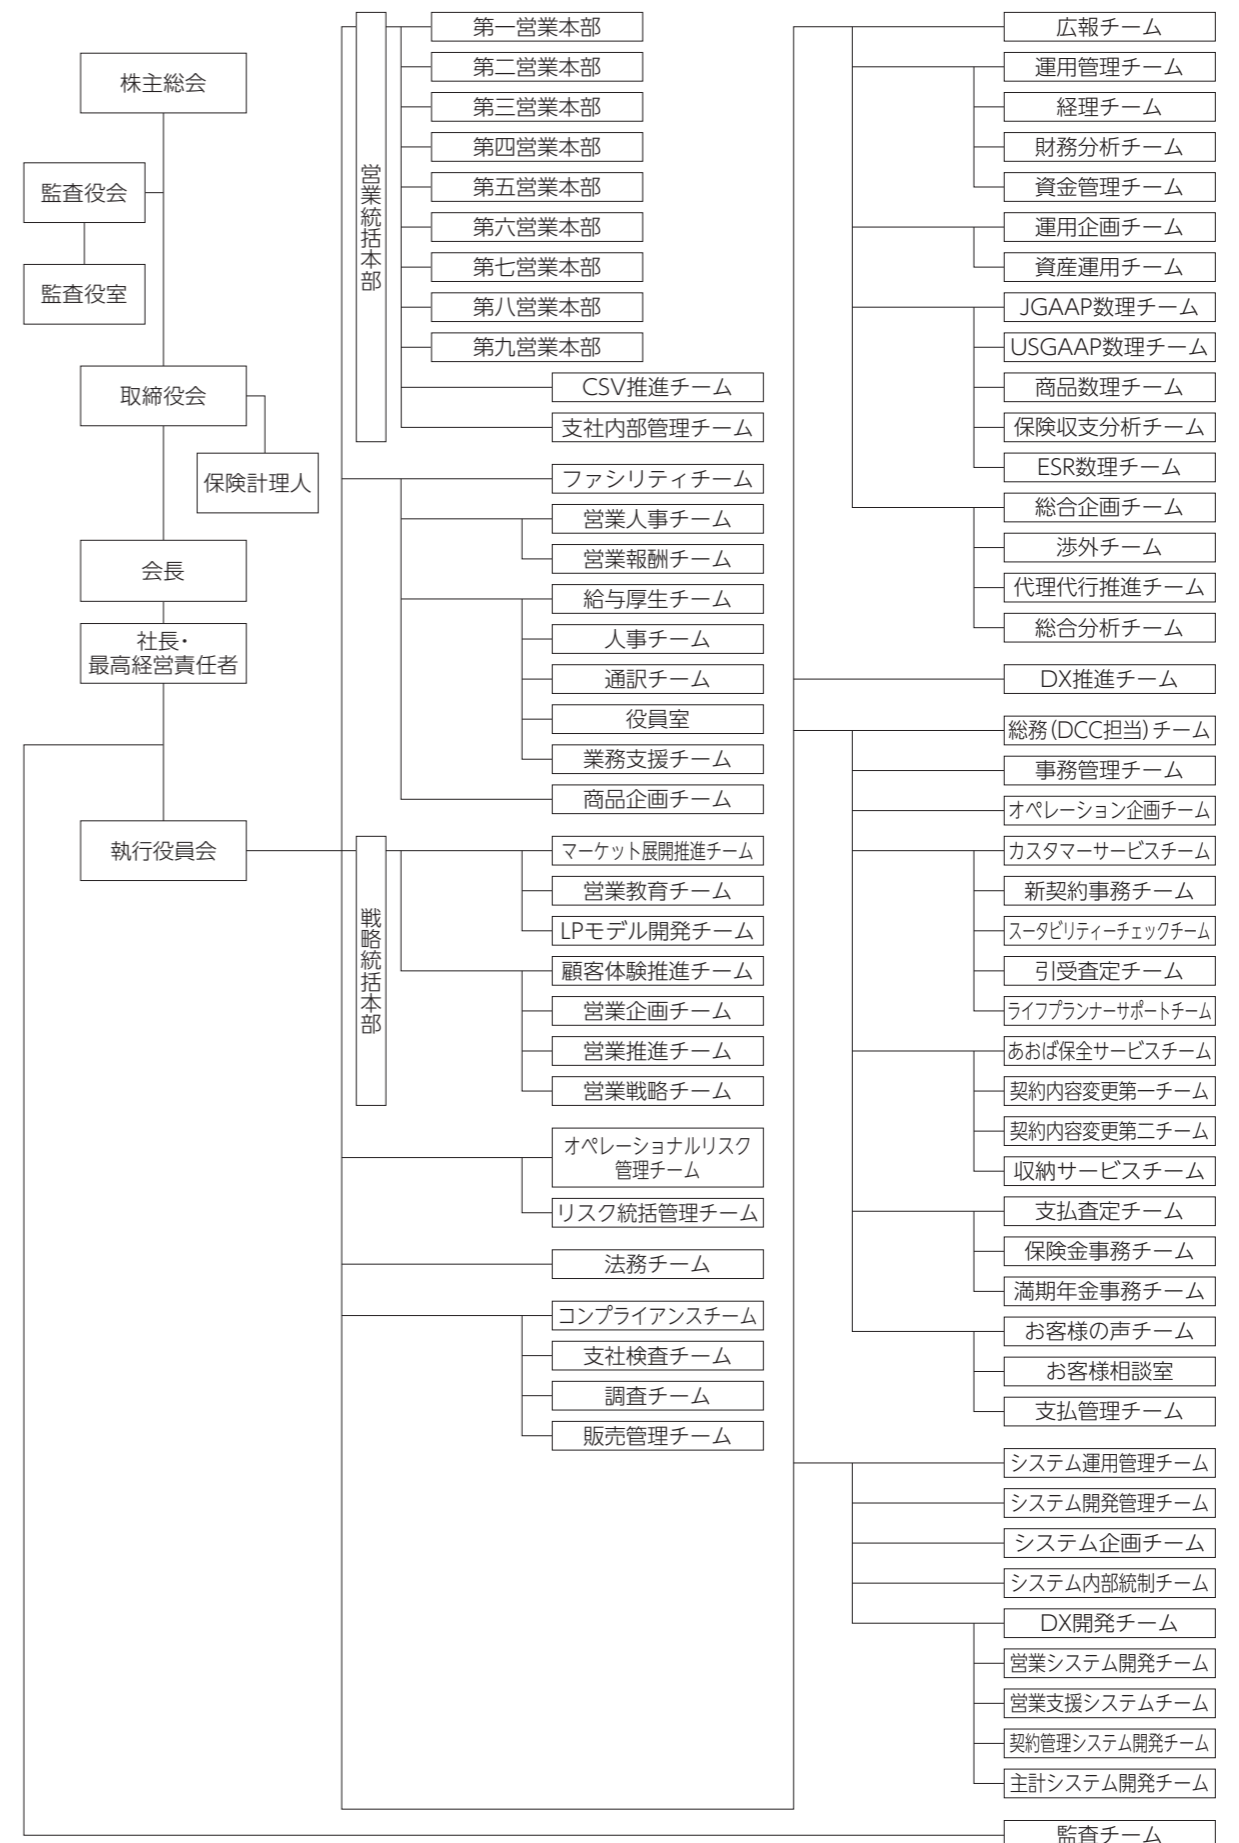 株主総会
監査役会
監査役室
取締役会
保険計理人
会長
社長・
最高経営責任者
執行役員会
営業統括本部
第一営業本部
第二営業本部
第三営業本部
第四営業本部
第五営業本部
第六営業本部
第七営業本部
第八営業本部
第九営業本部
CSV推進チーム
支社内部管理チーム
ファシリティチーム
営業人事チーム
営業報酬チーム
給与厚生チーム
人事チーム
通訳チーム
役員室
業務支援チーム
商品企画チーム
戦略統括本部
マーケット展開推進チーム
営業教育チーム
LPモデル開発チーム
顧客体験推進チーム
営業企画チーム
営業推進チーム
営業戦略チーム
オペレーショナルリスク
管理チーム
リスク統括管理チーム
法務チーム
コンプライアンスチーム
支社検査チーム
調査チーム
販売管理チーム
広報チーム
運用管理チーム
経理チーム
財務分析チーム
資金管理チーム
運用企画チーム
資産運用チーム
JGAAP数理チーム
USGAAP数理チーム
商品数理チーム
保険収支分析チーム
ESR数理チーム
総合企画チーム
渉外チーム
代理代行推進チーム
総合分析チーム
DX推進チーム
総務(DCC担当)チーム
事務管理チーム
オペレーション企画チーム
カスタマーサービスチーム
新契約事務チーム
スータビリティーチェックチーム
引受査定チーム
ライフプランナーサポートチーム
あおば保全サービスチーム
契約内容変更第一チーム
契約内容変更第二チーム
収納サービスチーム
支払査定チーム
保険金事務チーム
満期年金事務チーム
お客様の声チーム
お客様相談室
支払管理チーム
システム運用管理チーム
システム開発管理チーム
システム企画チーム
システム内部統制チーム
DX開発チーム
営業システム開発チーム
営業支援システムチーム
契約管理システム開発チーム
主計システム開発チーム
監査チーム